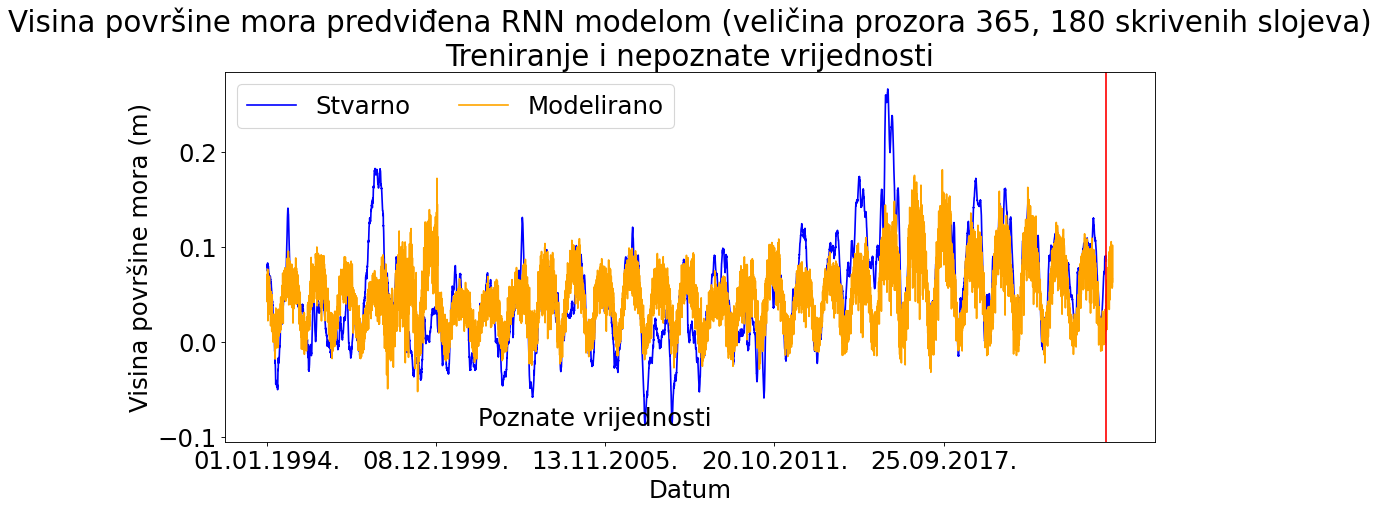 Visina površine mora predviđena RNN modelom (veličina prozora 365, 180 skrivenih slojeva)
Treniranje i nepoznate vrijednosti
Stvarno
Modelirano
Visina površine mora (m)
0.2
0.1
0.0
−0.1
Poznate vrijednosti
01.01.1994.
08.12.1999.
13.11.2005.
20.10.2011.
25.09.2017.
Datum